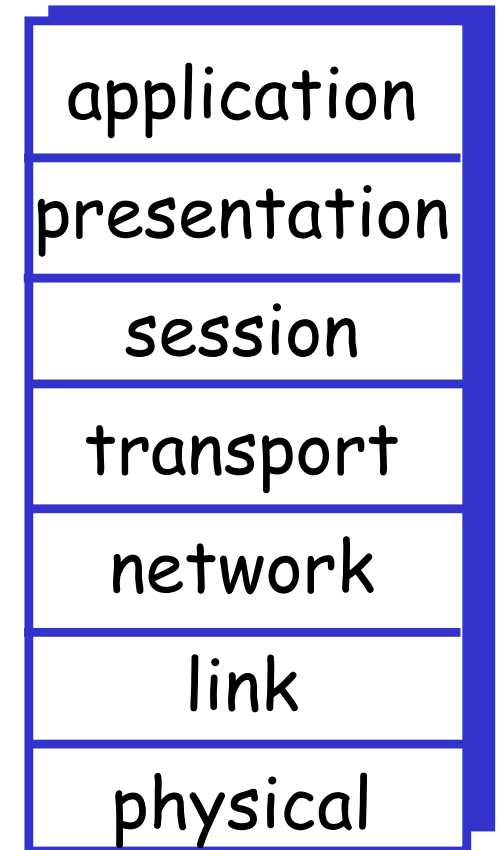 application
presentation
session
transport
network
link
physical